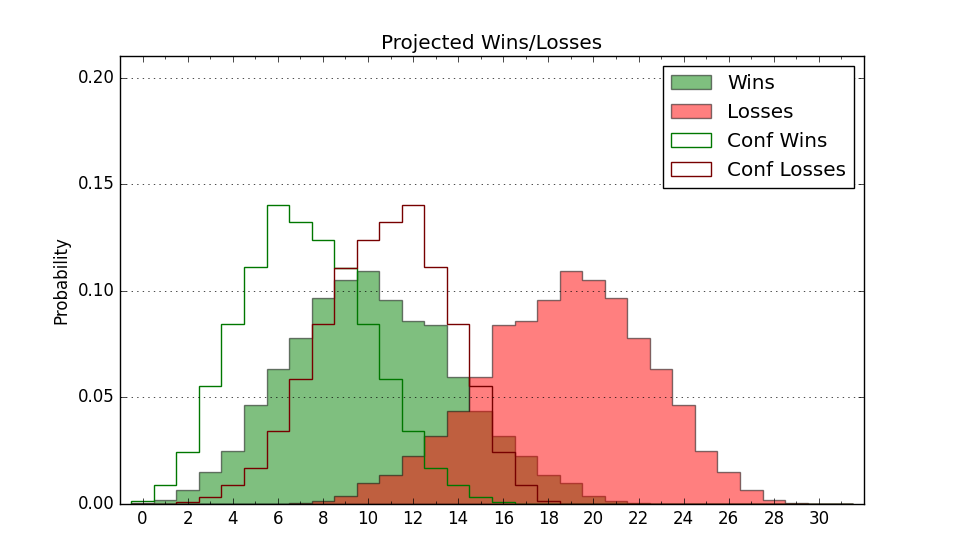 Projected Wins/Losses
Probability
0.20
0.15
0.10
0.05
0.00
Wins
Losses
Conf Wins
Conf Losses
0 2 4 6 8 10 12 14 16 18 20 22 24 26 28 30